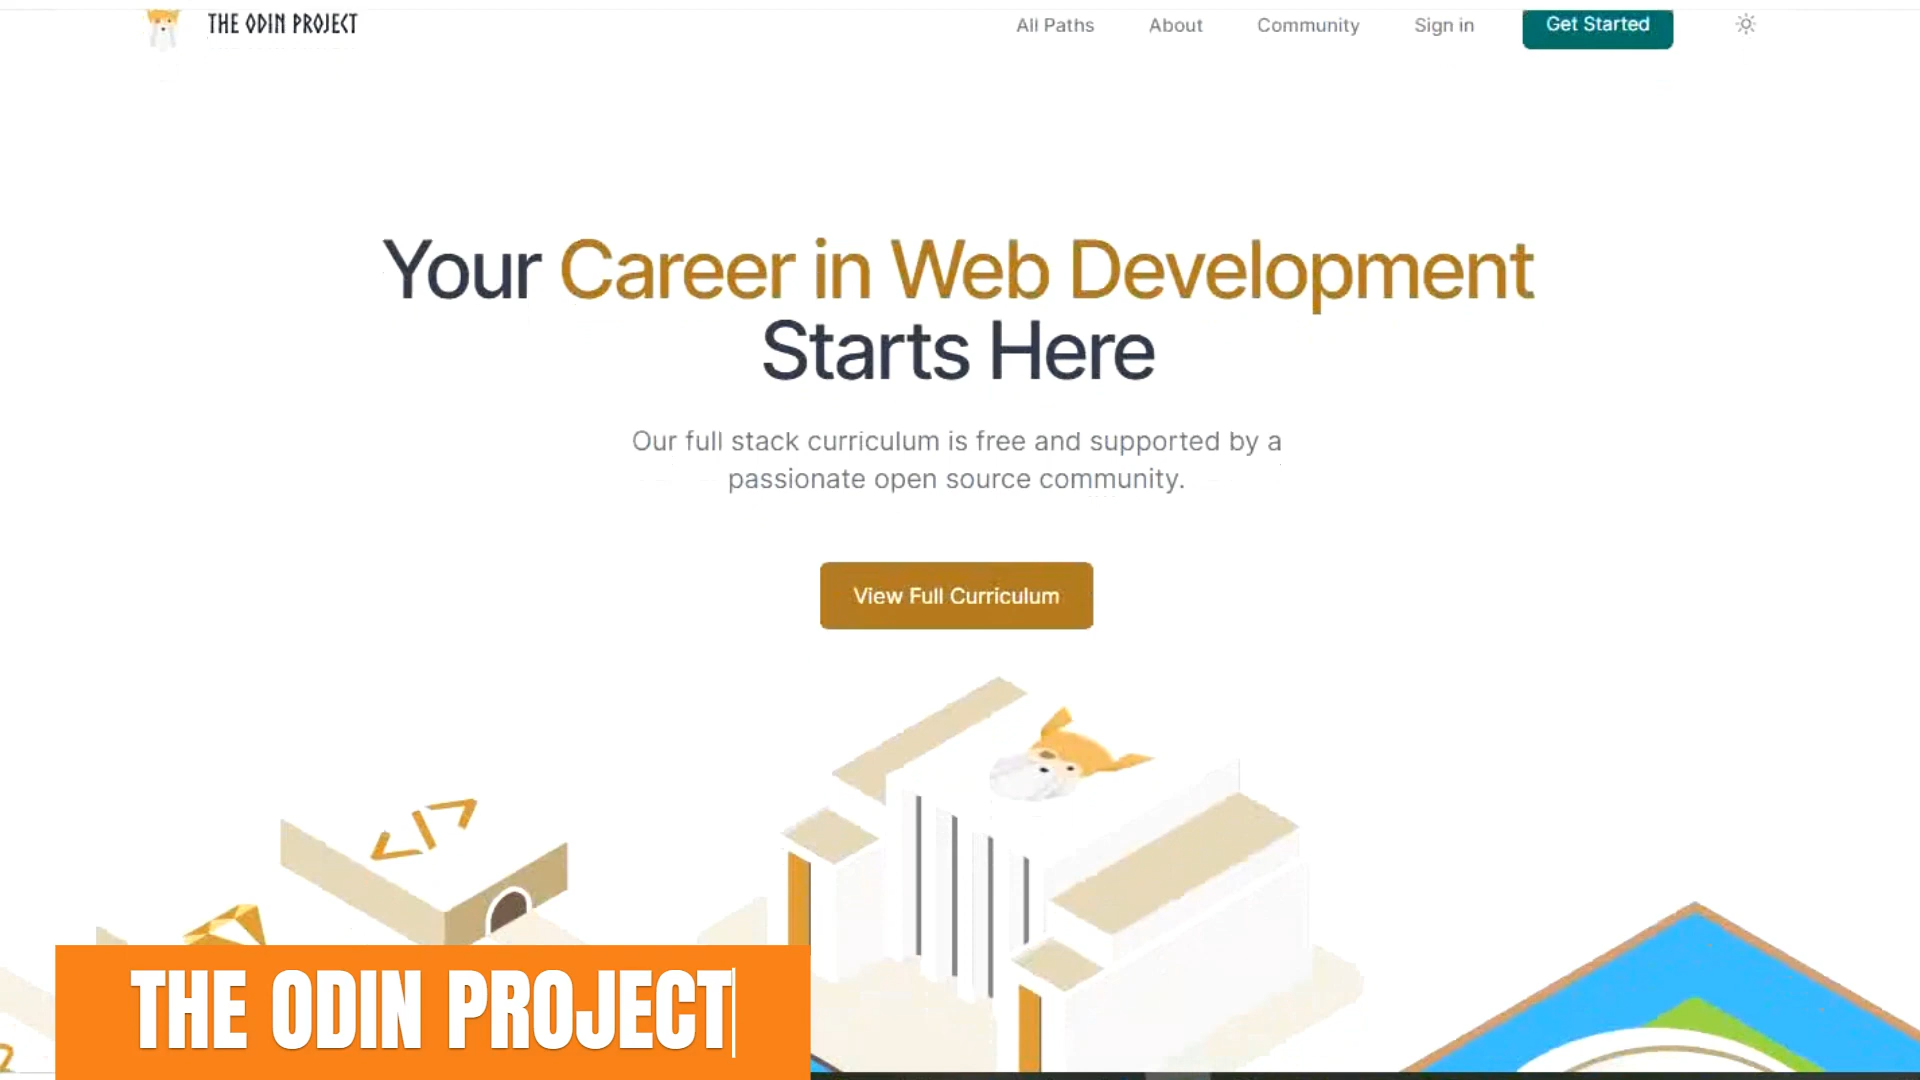 THE ODIN PROJECT
All Paths
About
Community
Sign in
Get Started
Your Career in Web Development
Starts Here
Our full stack curriculum is free and supported by a
passionate open source community.
View Full Curriculum
</>
THE ODIN PROJECT